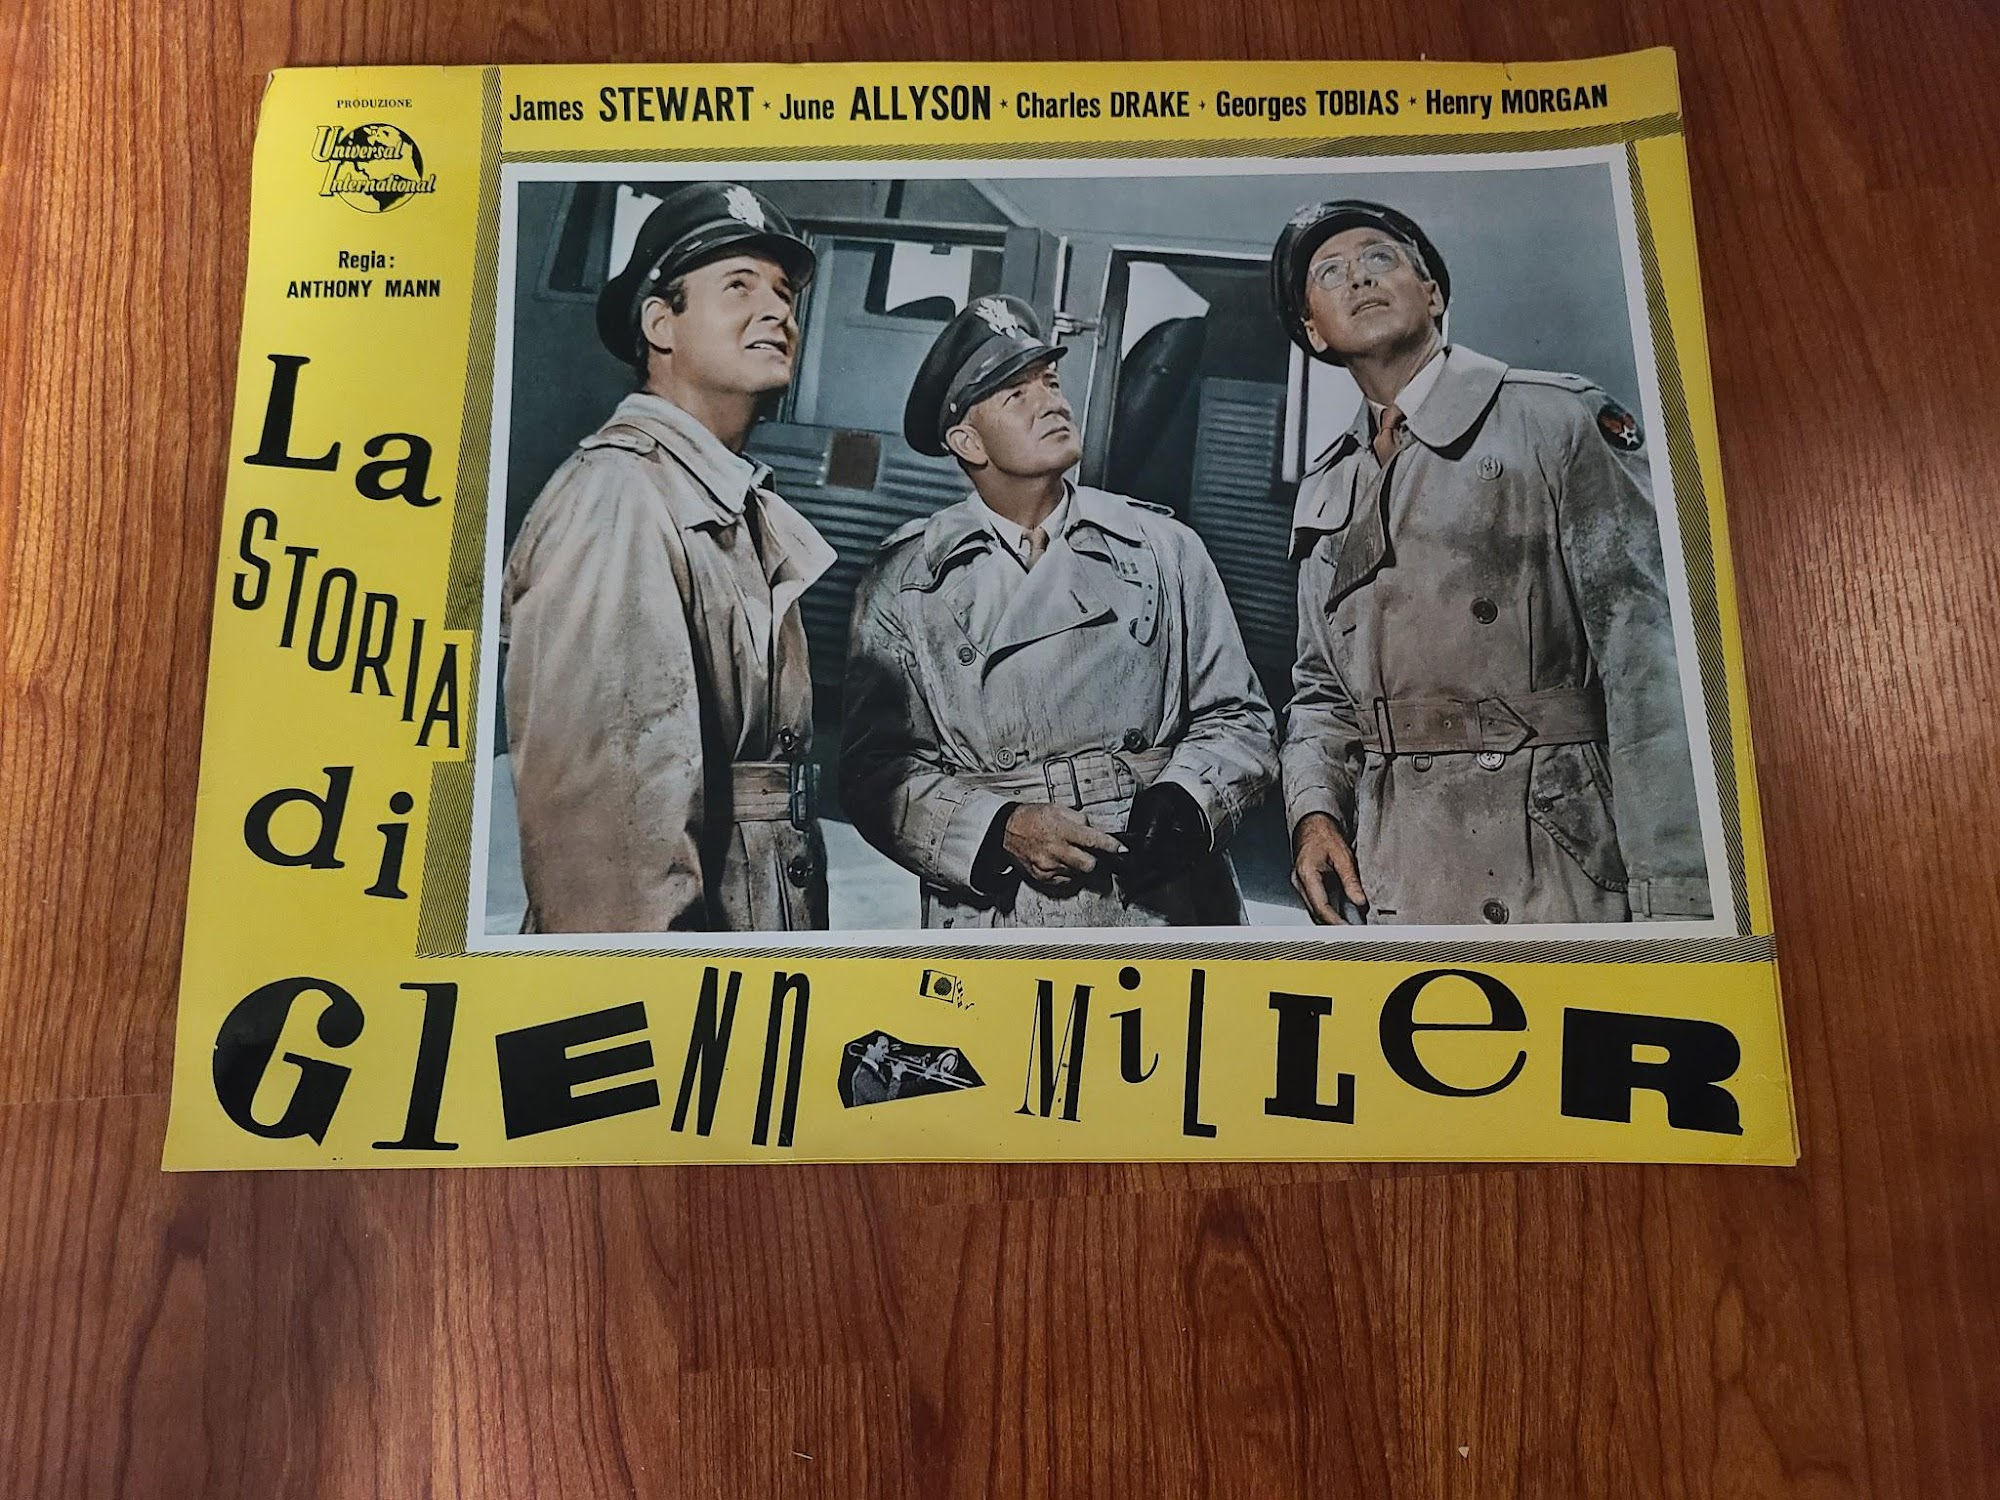 PRODUZIONE
Universal
International
Regia:
ANTHONY MANN
James STEWART * June ALLYSON * Charles DRAKE * Georges TOBIAS * Henry MORGAN
La
STORIA
di
GlENn MiLLeR